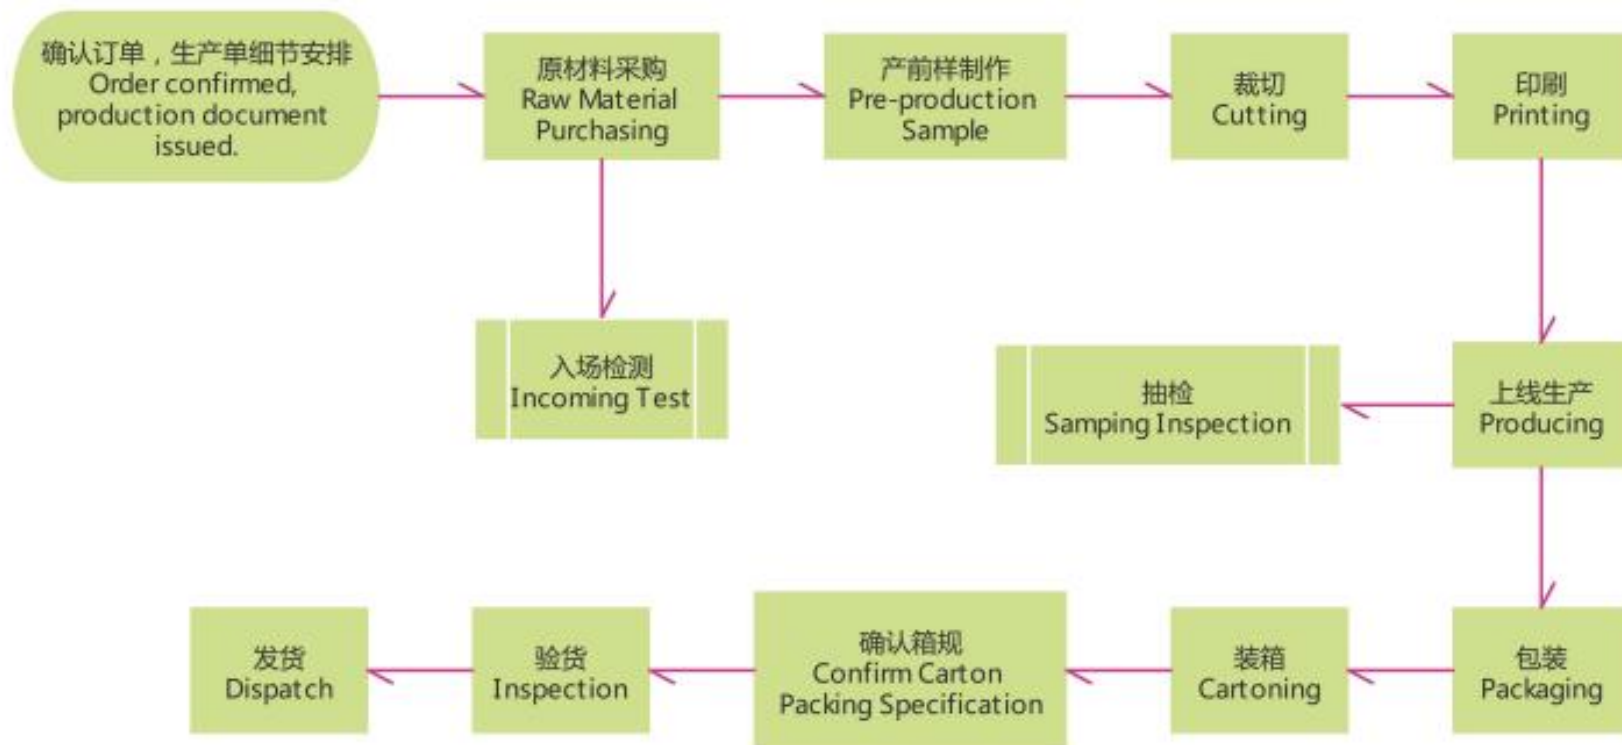 确认订单，生产单细节安排
Order confirmed,
production document
issued.
原材料采购
Raw Material
Purchasing
产前样制作
Pre-production
Sample
裁切
Cutting
印刷
Printing
入场检测
Incoming Test
抽检
Samping Inspection
上线生产
Producing
发货
Dispatch
验货
Inspection
确认箱规
Confirm Carton
Packing Specification
装箱
Cartoning
包装
Packaging